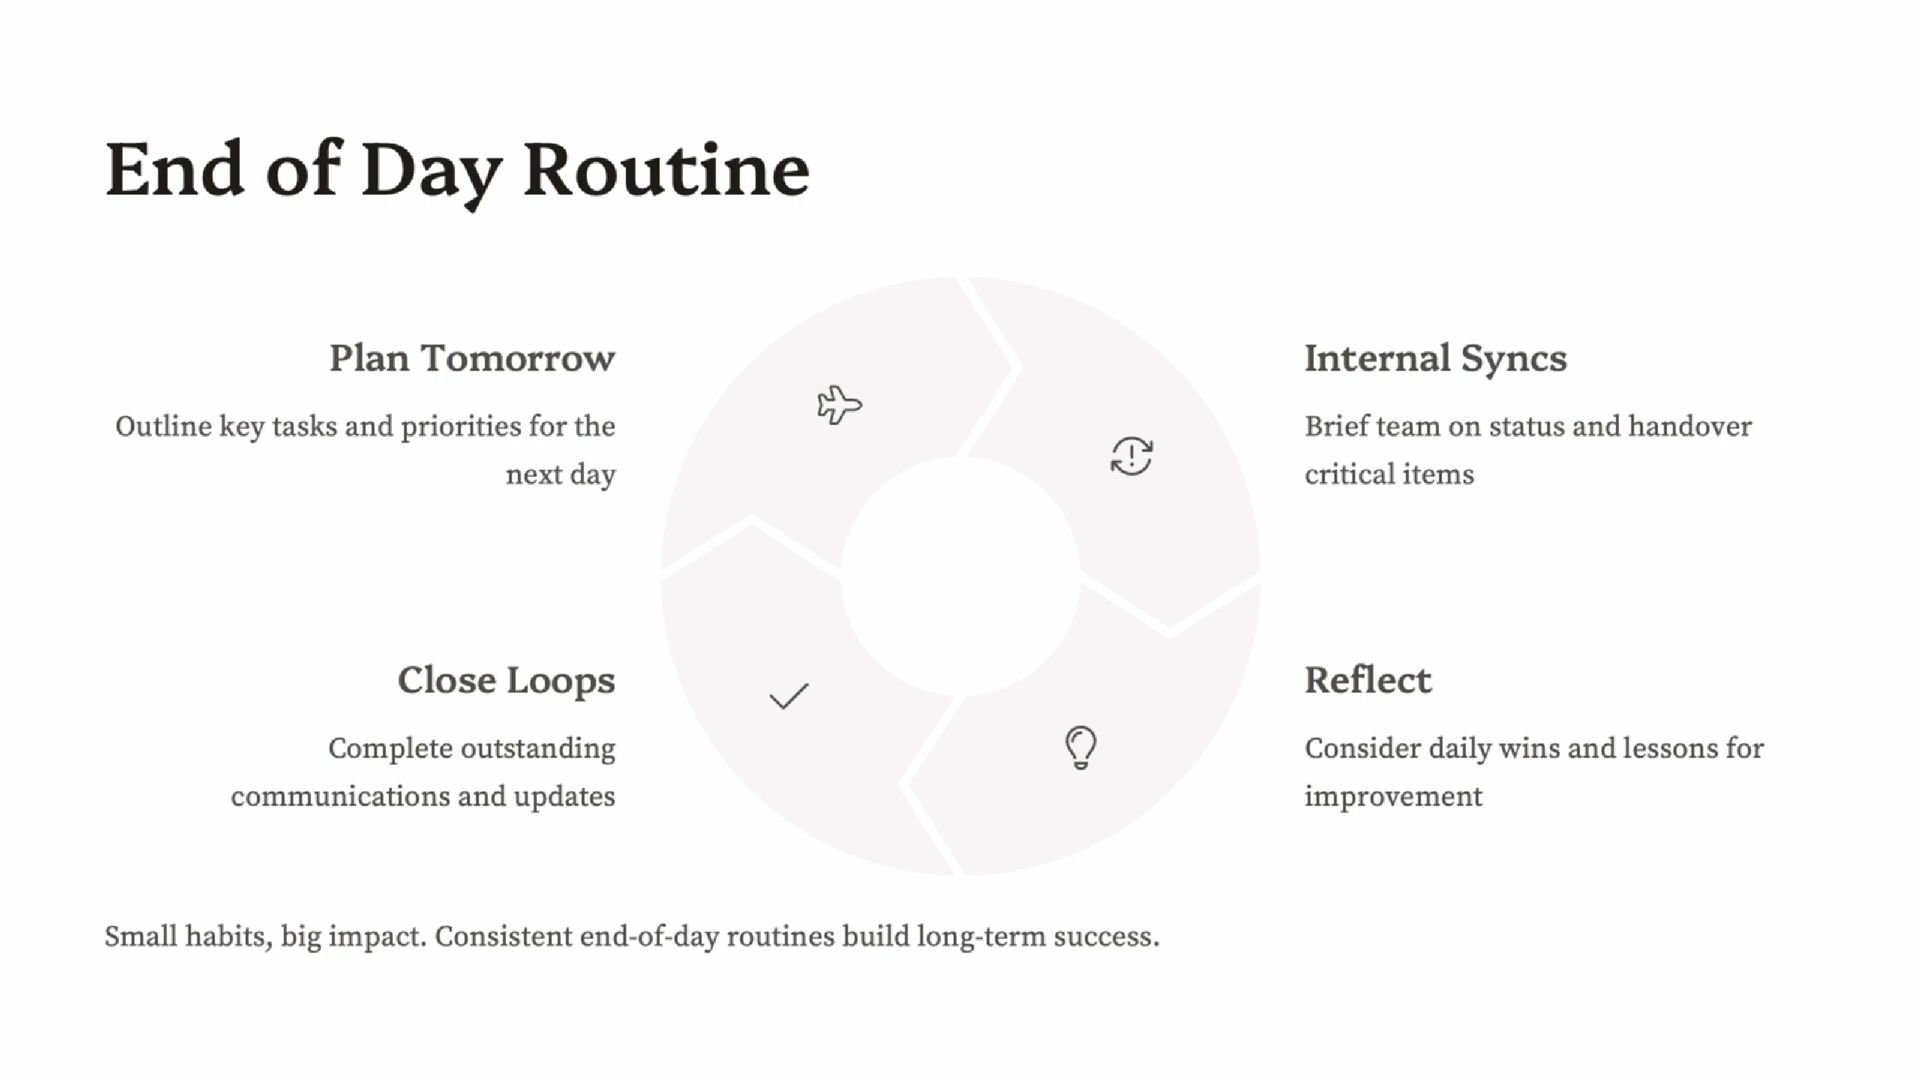 End of Day Routine
Plan Tomorrow
Outline key tasks and priorities for the
next day
Internal Syncs
Brief team on status and handover
critical items
Close Loops
Complete outstanding
communications and updates
Reflect
Consider daily wins and lessons for
improvement
Small habits, big impact. Consistent end-of-day routines build long-term success.